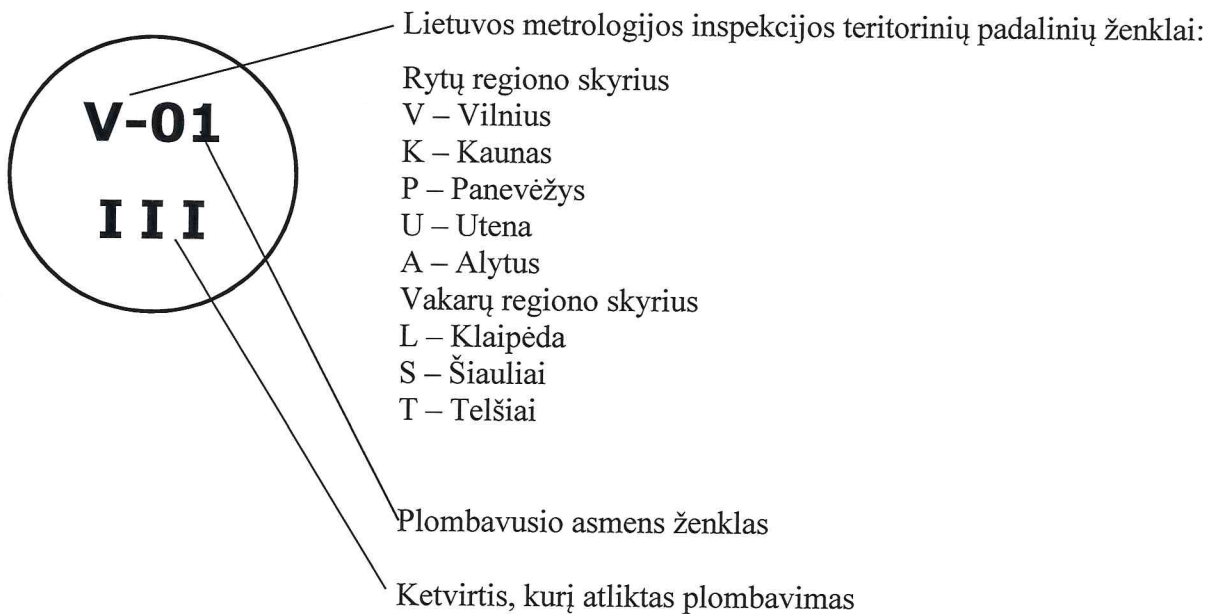 Lietuvos metrologijos inspekcijos teritorinių padalinių ženklai:
V-01
III
Rytų regiono skyrius
V – Vilnius
K – Kaunas
P – Panevėžys
U – Utena
A – Alytus
Vakarų regiono skyrius
L – Klaipėda
S – Šiauliai
T – Telšiai
Plombavusio asmens ženklas
Ketvirtis, kurį atliktas plombavimas